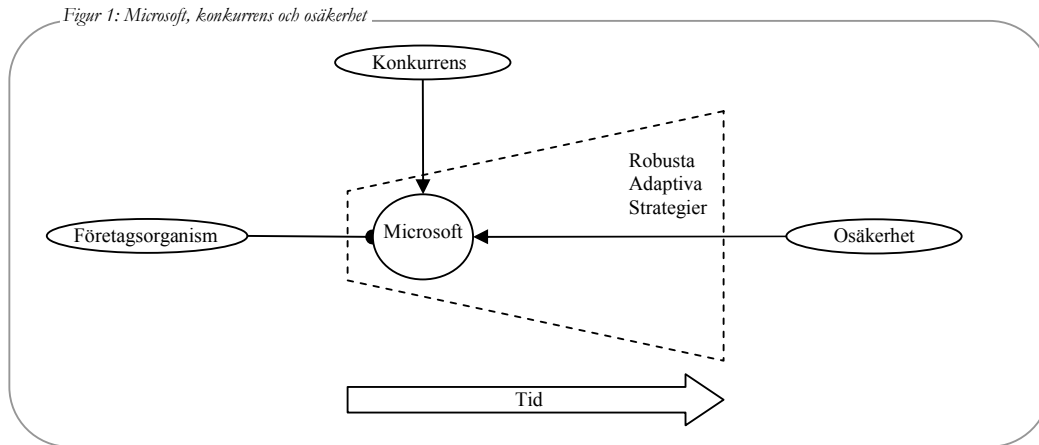 Figur 1: Microsoft, konkurrens och osäkerhet
Konkurrens
Robusta
Adaptiva
Strategier
Företagsorganism
Microsoft
Osäkerhet
Tid